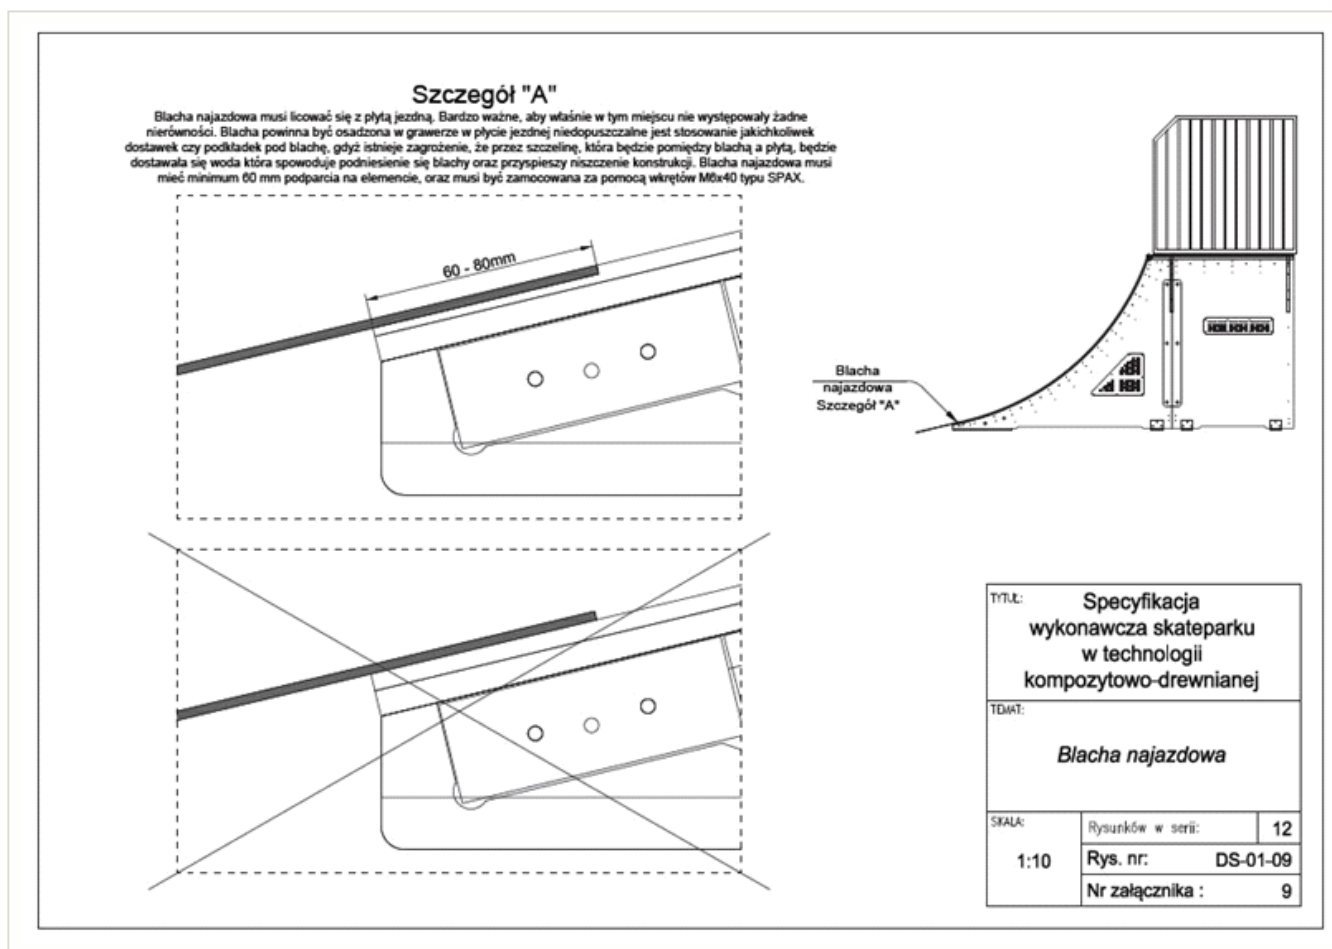 Szczegół "A"
Blacha najazdowa musi licować się z płytą jezdną. Bardzo ważne, aby właśnie w tym miejscu nie występowały żadne
nierówności. Blacha powinna być osadzona w grawerze w płycie jezdnej niedopuszczalne jest stosowanie jakichkoliwek
dostawek czy podkładek pod blachę, gdyż istnieje zagrożenie, że przez szczelinę, która będzie pomiędzy blachą a płytą, będzie
dostawała się woda która spowoduje podniesienie się blachy oraz przyspieszy niszczenie konstrukcji. Blacha najazdowa musi
mieć minimum 60 mm podparcia na elemencie, oraz musi być zamocowana za pomocą wkrętów M6x40 typu SPAX.
60 - 80mm
Blacha
najazdowa
Szczegół "A"
TYTUŁ:
Specyfikacja
wykonawcza skateparku
w technologii
kompozytowo-drewnianej
TEMAT:
Blacha najazdowa
SKALA:
1:10
Rysunków w serii: 12
Rys. nr: DS-01-09
Nr załącznika : 9